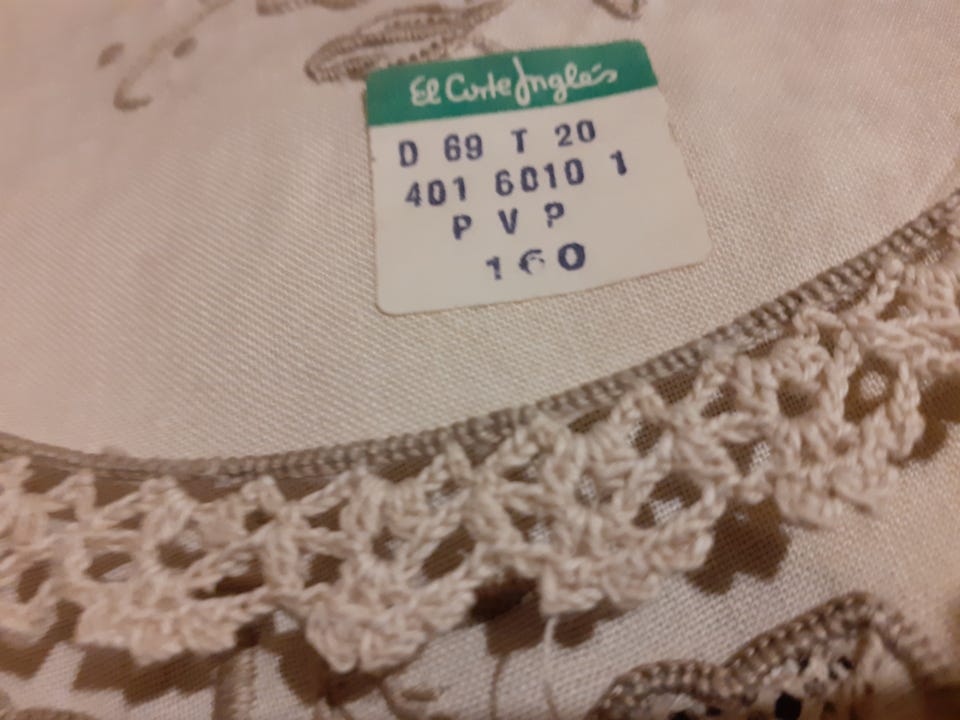 El Corte Inglés
D 69 T 20
401 6010 1
P V P
160